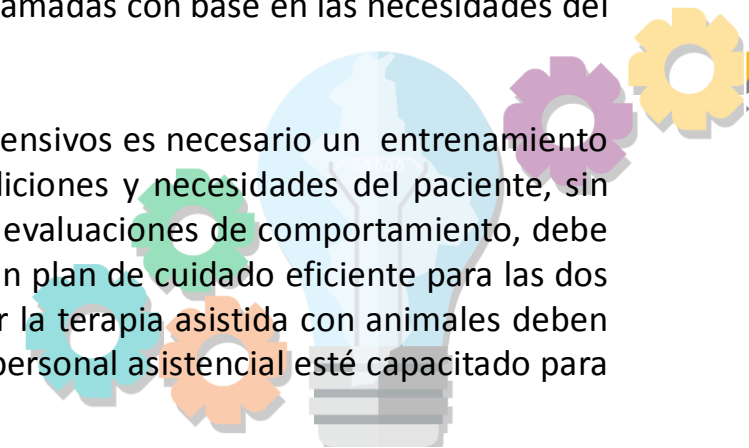 amadas con base en las necesidades del
ensivos es necesario un entrenamiento
diciones y necesidades del paciente, sin
evaluaciones de comportamiento, debe
n plan de cuidado eficiente para las dos
r la terapia asistida con animales deben
personal asistencial esté capacitado para